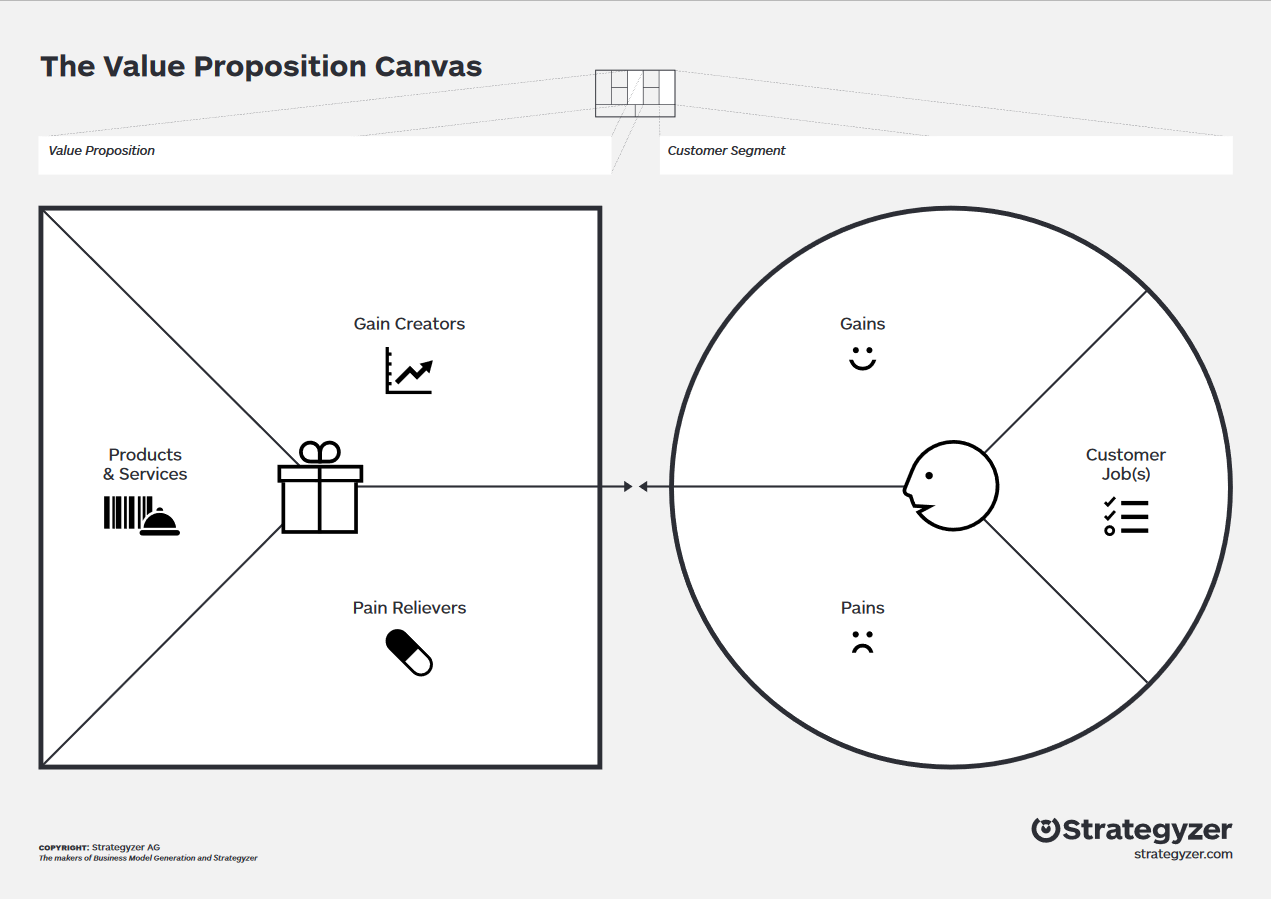 The Value Proposition Canvas
Value Proposition
Customer Segment
Gain Creators
Products
& Services
Pain Relievers
Gains
Customer
Job(s)
Pains
COPYRIGHT: Strategyzer AG
The makers of Business Model Generation and Strategyzer
Strategyzer
strategyzer.com